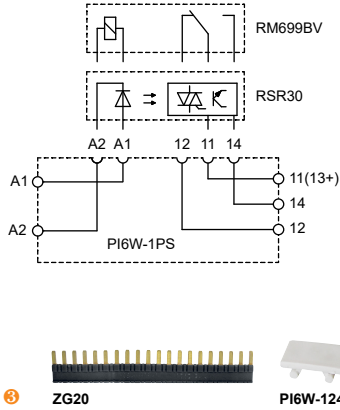 RM699BV
RSR30
A2 A1 12 11 14
A1 11(13+)
14
A2 12
PI6W-1PS
3 ZG20 PI6W-124